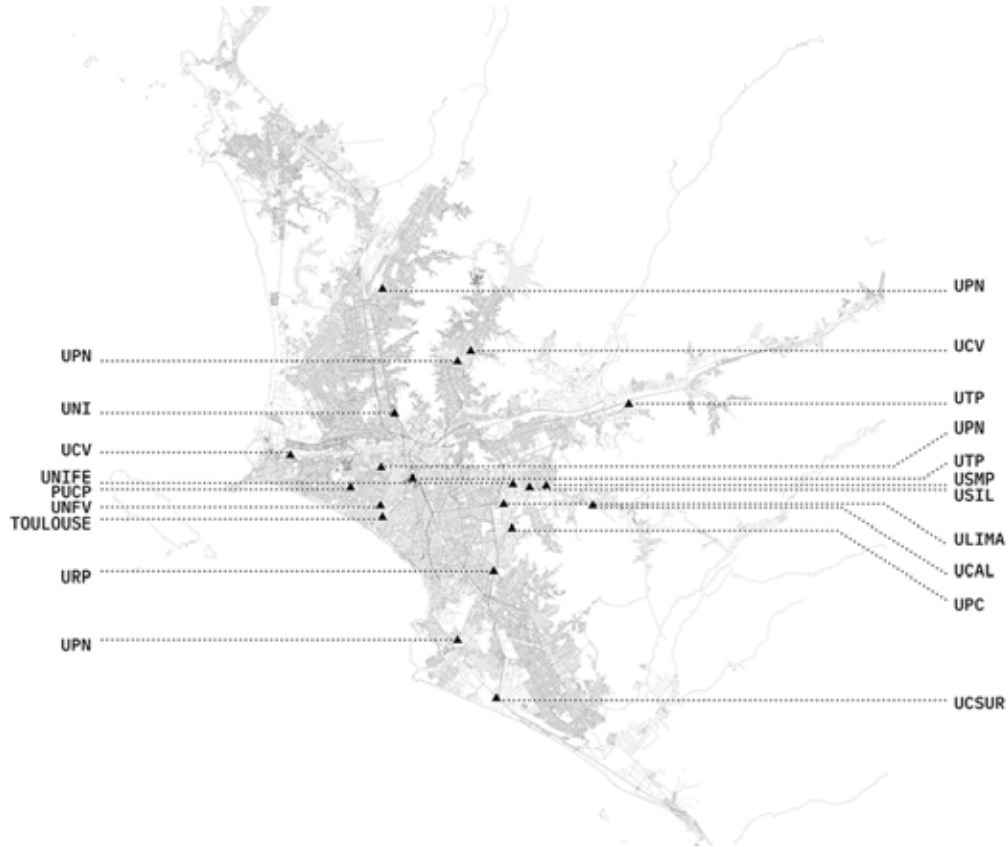 UPN
UCV
UPN
UTP
UNI
UPN
UCV
UTP
UNIFE
USMP
PUCP
USIL
UNFV
TOULOUSE
ULIMA
UCAL
URP
UPC
UPN
UCSUR